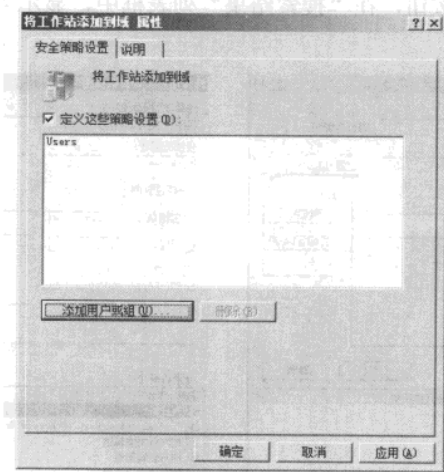 将工作站添加到域 属性
安全策略设置 说明
将工作站添加到域
定义这些策略设置(D):
Users
添加用户或组(U)... 删除(R)
确定 取消 应用(A)